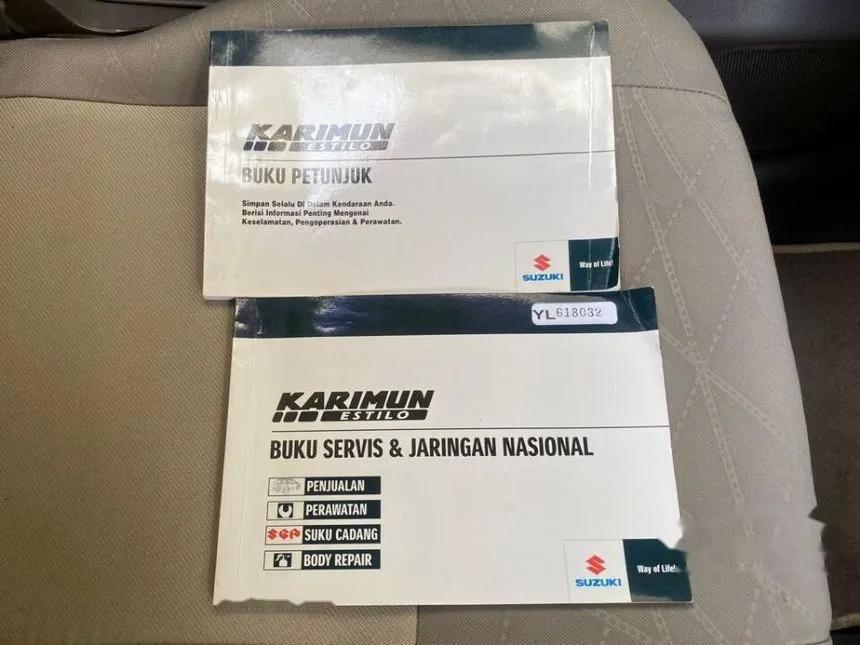 KARIMUN
ESTILO
BUKU PETUNJUK
Simpan Selalu Di Dalam Kendaraan Anda.
Berisi Informasi Penting Mengenai
Keselamatan, Pengoperasian & Perawatan.
SUZUKI
Way of Life!
YL618032
KARIMUN
ESTILO
BUKU SERVIS & JARINGAN NASIONAL
PENJUALAN
PERAWATAN
SGP SUKU CADANG
BODY REPAIR
SUZUKI
Way of Life!